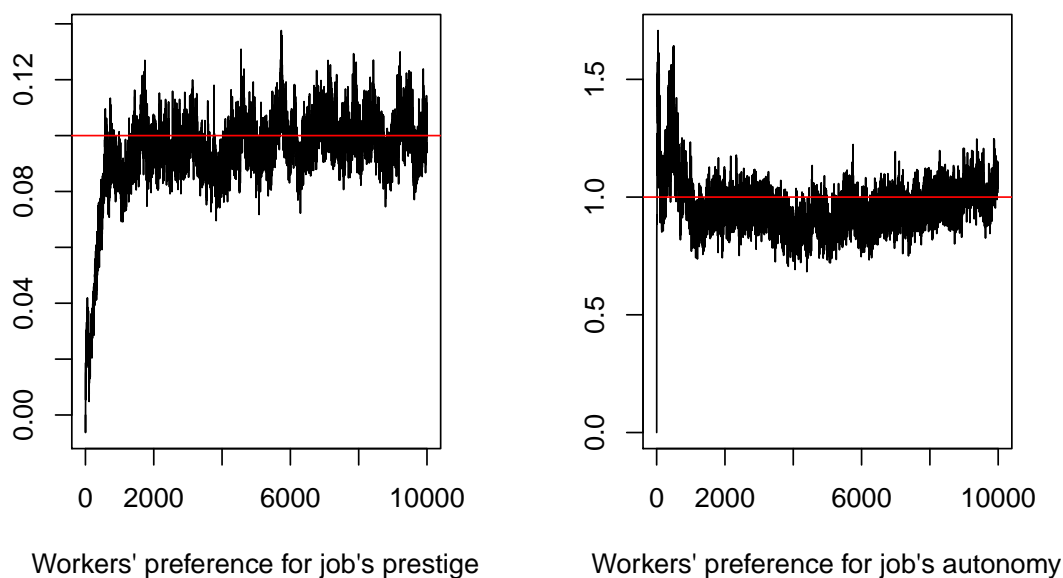 0.00 0.04 0.08 0.12
0 2000 6000 10000
Workers' preference for job's prestige
0.0 0.5 1.0 1.5
0 2000 6000 10000
Workers' preference for job's autonomy